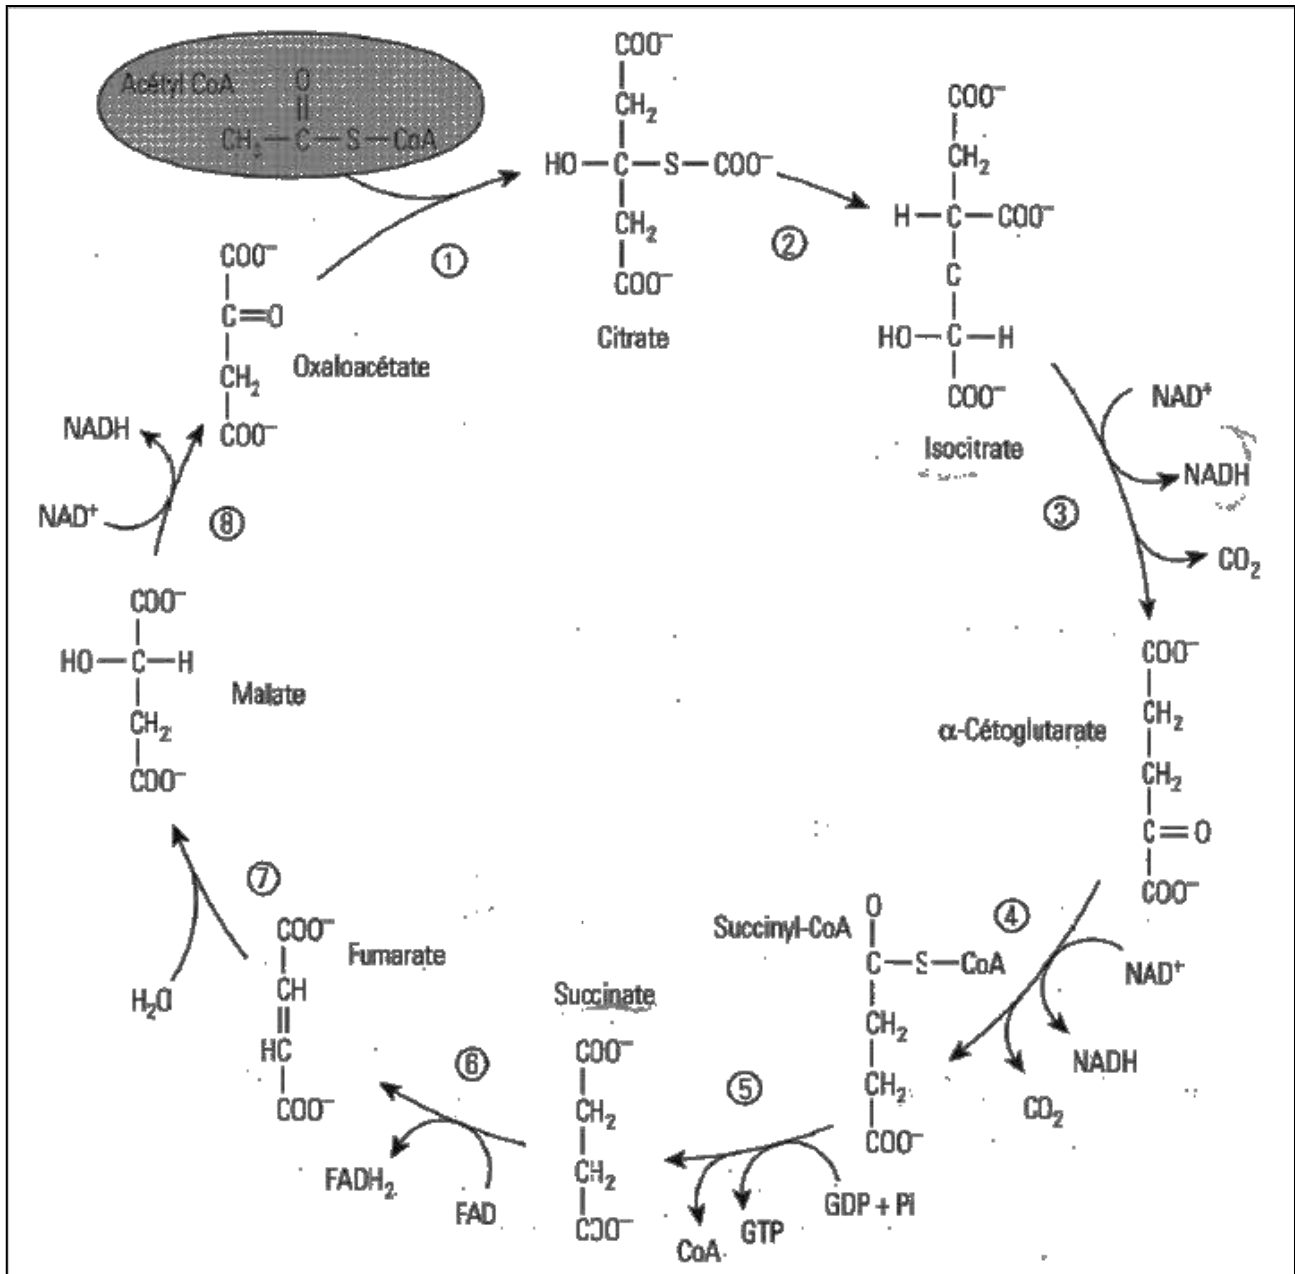 Acétyl CoA
O
CH3—C—S—CoA
COO⁻
CH2
HO—C—S—COO⁻
CH2
COO⁻
Citrate
①
②
COO⁻
CH2
H—C—COO⁻
C
HO—C—H
COO⁻
Isocitrate
NAD⁺
NADH
③
CO2
COO⁻
CH2
CH2
C=O
COO⁻
α-Cétoglutarate
④
NAD⁺
NADH
CO2
Succinyl-CoA
O
C—S—CoA
CH2
CH2
COO⁻
⑤
GDP + Pi
GTP
CoA
Succinate
COO⁻
CH2
CH2
COO⁻
⑥
FAD
FADH2
Fumarate
COO⁻
CH
HC
COO⁻
⑦
H2O
COO⁻
HO—C—H
CH2
COO⁻
Malate
⑧
NAD⁺
NADH
COO⁻
C=O
CH2
COO⁻
Oxaloacétate